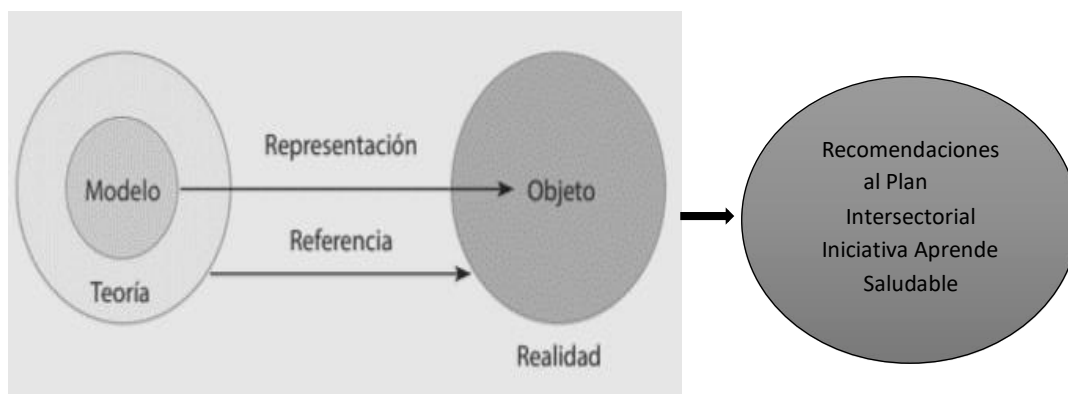 Representación
Modelo
Objeto
Referencia
Teoría
Realidad
Recomendaciones
al Plan
Intersectorial
Iniciativa Aprende
Saludable